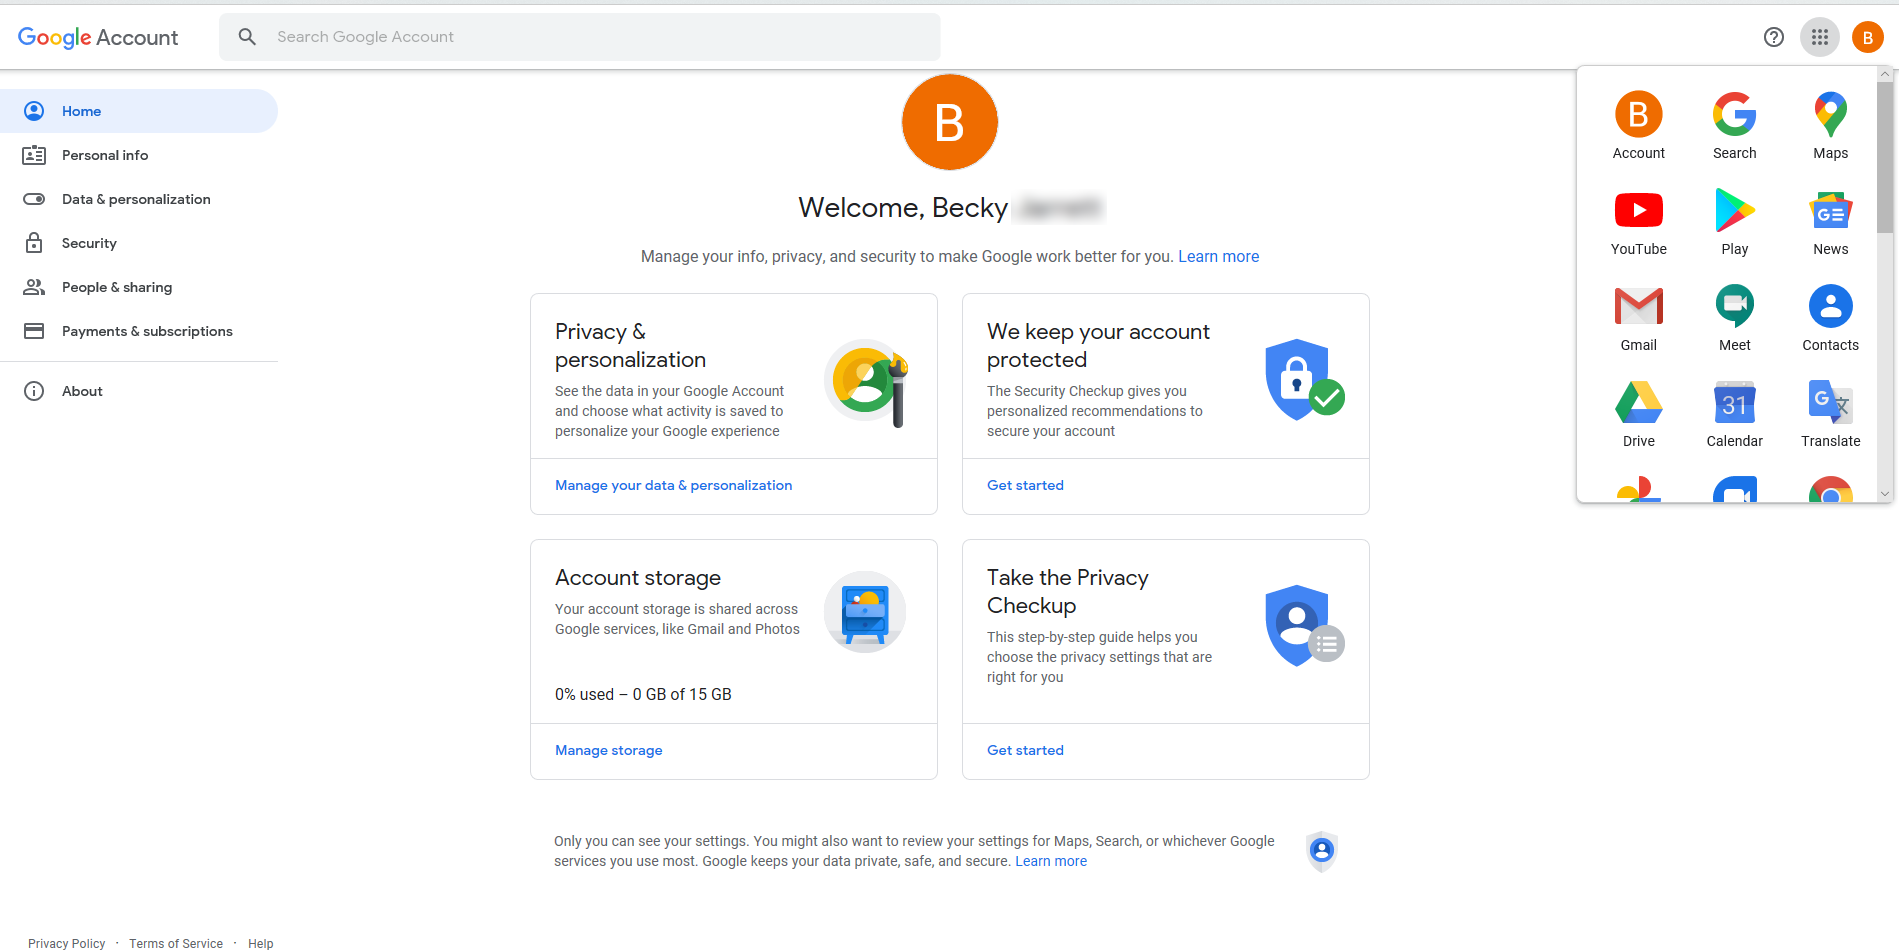 Google Account
Search Google Account
B
Home
Personal info
Data & personalization
Security
People & sharing
Payments & subscriptions
About
B
Welcome, Becky
Manage your info, privacy, and security to make Google work better for you. Learn more
Privacy &
personalization
See the data in your Google Account
and choose what activity is saved to
personalize your Google experience
Manage your data & personalization
We keep your account
protected
The Security Checkup gives you
personalized recommendations to
secure your account
Get started
Account storage
Your account storage is shared across
Google services, like Gmail and Photos
0% used – 0 GB of 15 GB
Manage storage
Take the Privacy
Checkup
This step-by-step guide helps you
choose the privacy settings that are
right for you
Get started
Only you can see your settings. You might also want to review your settings for Maps, Search, or whichever Google
services you use most. Google keeps your data private, safe, and secure. Learn more
B
Account
Search
Maps
YouTube
Play
News
Gmail
Meet
Contacts
31
Drive
Calendar
Translate
Privacy Policy · Terms of Service · Help